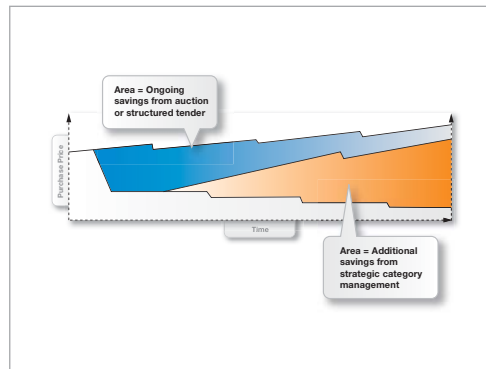 Area = Ongoing
savings from auction
or structured tender
Purchase Price
Time
Area = Additional
savings from
strategic category
management